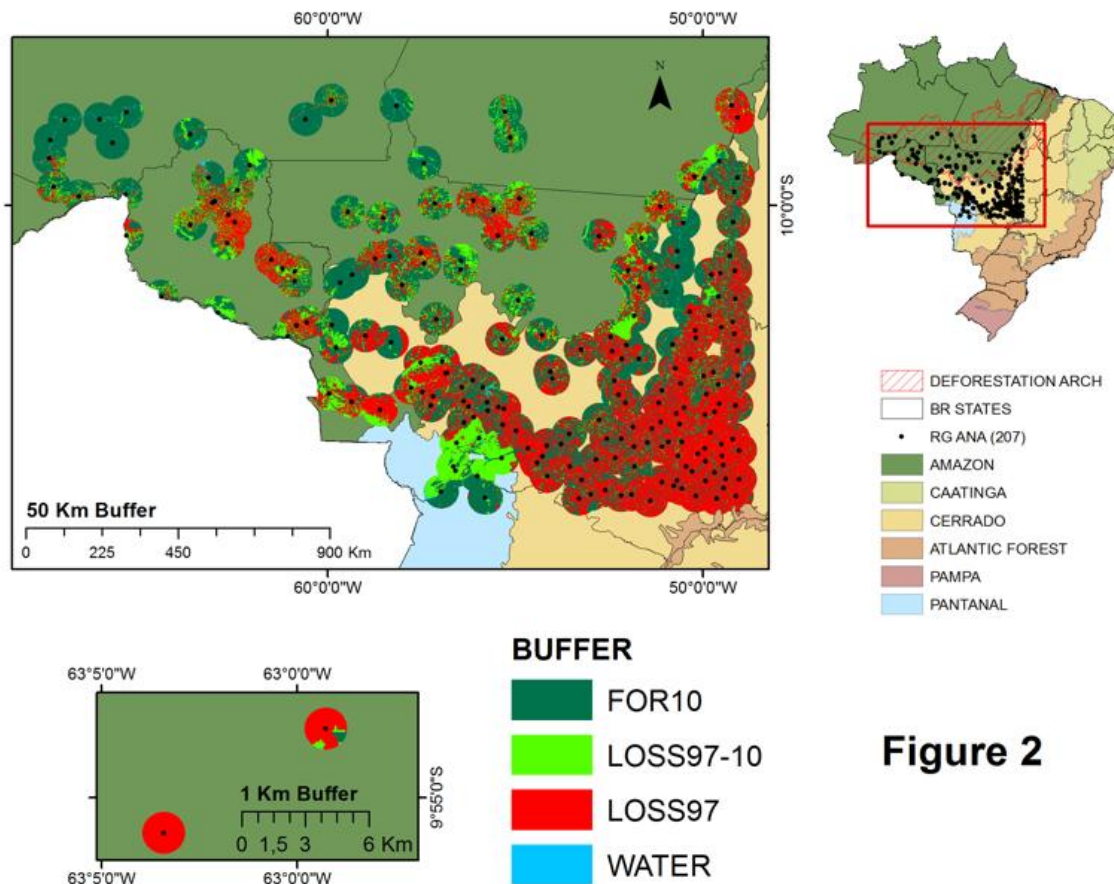 60°0'0"W 50°0'0"W
N
10°0'0"S
50 Km Buffer
0 225 450 900 Km
60°0'0"W 50°0'0"W
DEFORESTATION ARCH
BR STATES
RG ANA (207)
AMAZON
CAATINGA
CERRADO
ATLANTIC FOREST
PAMPA
PANTANAL
63°5'0"W 63°0'0"W
9°55'0"S
1 Km Buffer
0 1,5 3 6 Km
63°5'0"W 63°0'0"W
BUFFER
FOR10
LOSS97-10
LOSS97
WATER
Figure 2